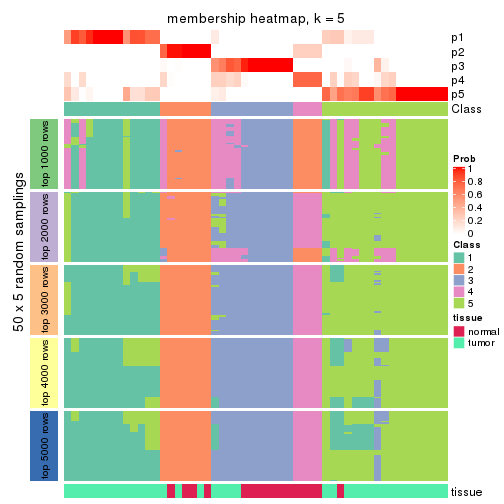 membership heatmap, k = 5
p1
p2
p3
p4
p5
Class
50 x 5 random samplings
top 1000 rows
top 2000 rows
top 3000 rows
top 4000 rows
top 5000 rows
tissue
Prob
1
0.8
0.6
0.4
0.2
0
Class
1
2
3
4
5
tissue
normal
tumor